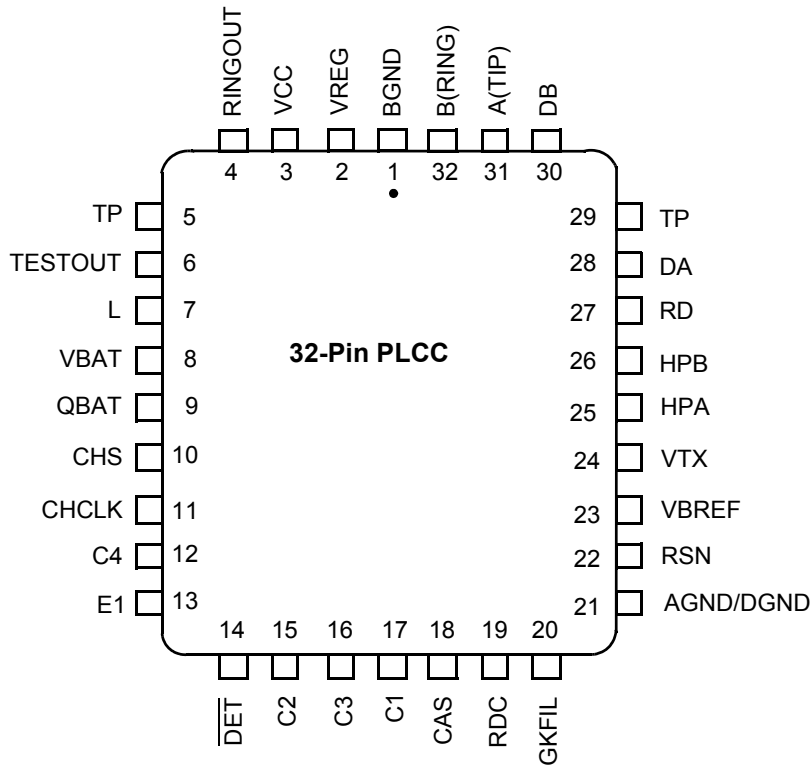 RINGOUT
VCC
VREG
BGND
B(RING)
A(TIP)
DB
4 3 2 1 32 31 30
TP 5
TESTOUT 6
L 7
VBAT 8
QBAT 9
CHS 10
CHCLK 11
C4 12
E1 13
32-Pin PLCC
29 TP
28 DA
27 RD
26 HPB
25 HPA
24 VTX
23 VBREF
22 RSN
21 AGND/DGND
14 15 16 17 18 19 20
DET
C2
C3
C1
CAS
RDC
GKFIL